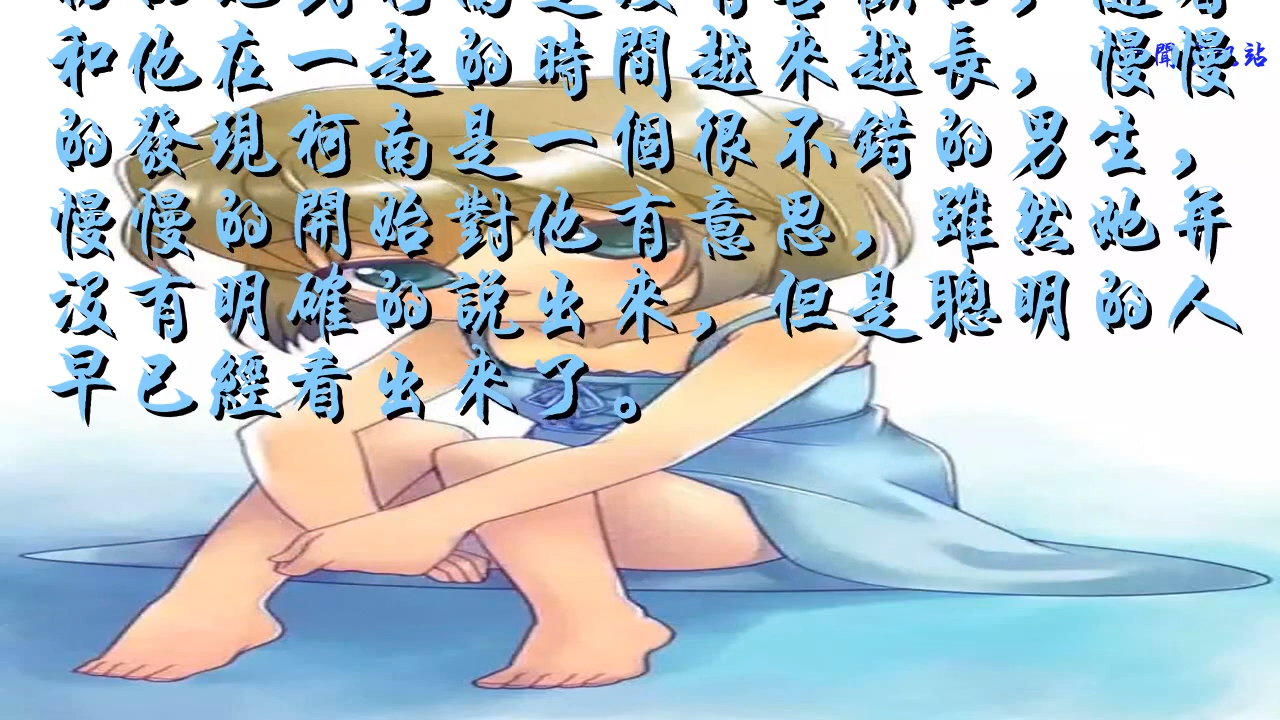 和他在一起的時間越來越長，慢慢
的發現柯南是一個很不錯的男生，
慢慢的開始對他有意思，雖然她并
沒有明確的說出來，但是聰明的人
早已經看出來了。